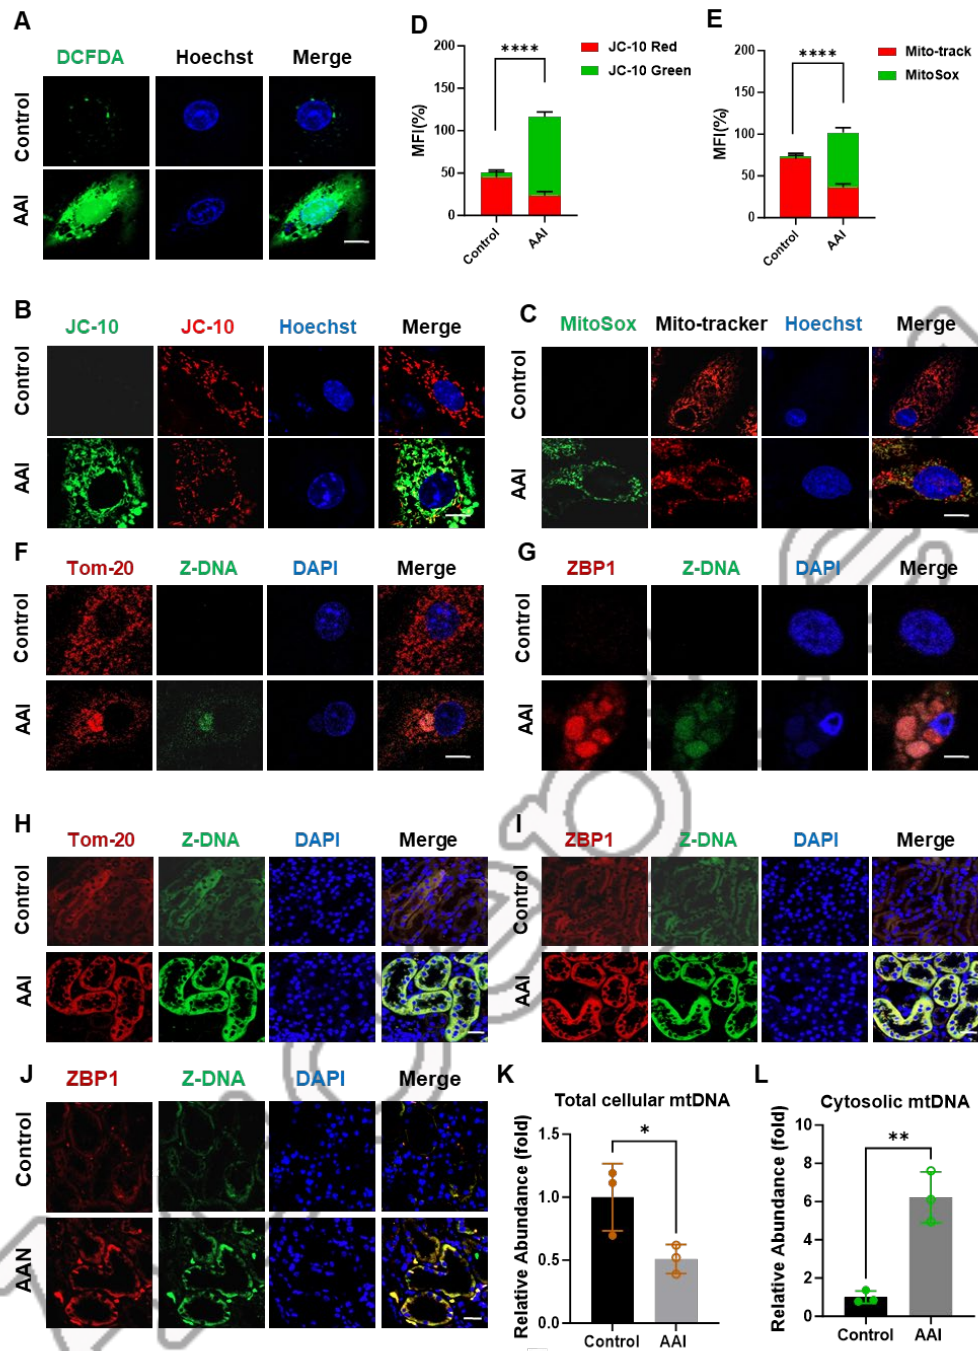 A
DCFDA Hoechst Merge
Control
AAI
D
MFI(%)
200
150
100
50
0
****
JC-10 Red
JC-10 Green
Control AAI
E
MFI(%)
200
150
100
50
0
****
Mito-track
MitoSox
Control AAI
B
JC-10 JC-10 Hoechst Merge
Control
AAI
C
MitoSox Mito-tracker Hoechst Merge
Control
AAI
F
Tom-20 Z-DNA DAPI Merge
Control
AAI
G
ZBP1 Z-DNA DAPI Merge
Control
AAI
H
Tom-20 Z-DNA DAPI Merge
Control
AAI
I
ZBP1 Z-DNA DAPI Merge
Control
AAI
J
ZBP1 Z-DNA DAPI Merge
Control
AAN
K
Total cellular mtDNA
Relative Abundance (fold)
1.5
1.0
0.5
0.0
*
Control AAI
L
Cytosolic mtDNA
Relative Abundance (fold)
10
8
6
4
2
0
**
Control AAI